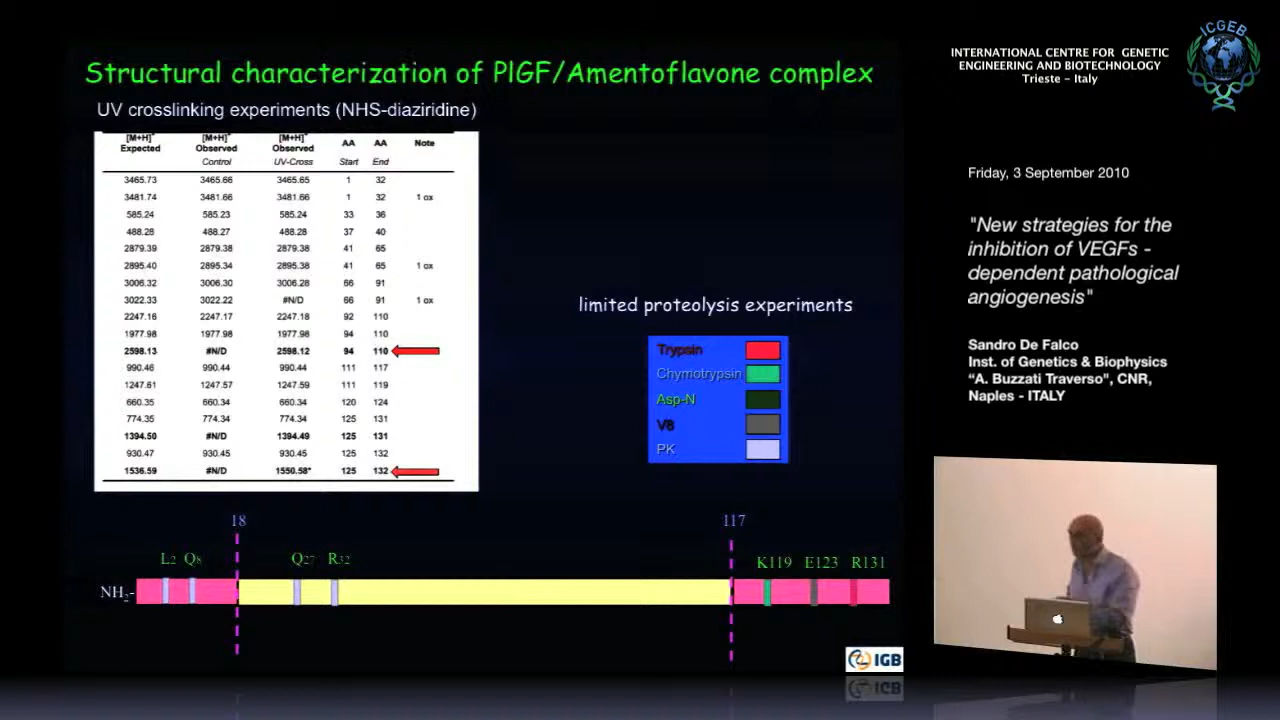 Structural characterization of PlGF/Amentoflavone complex
UV crosslinking experiments (NHS-diaziridine)
[M+H]+ Expected [M+H]+ Observed Control [M+H]+ Observed UV-Cross AA Start AA End Note
3465.73 3465.66 3465.65 1 32
3481.74 3481.66 3481.66 1 32 1 ox
585.24 585.23 585.24 33 36
488.28 488.27 488.28 37 40
2879.39 2879.38 2879.38 41 65
2895.40 2895.34 2895.38 41 65 1 ox
3006.32 3006.30 3006.28 66 91
3022.33 3022.22 #N/D 66 91 1 ox
2247.16 2247.17 2247.18 92 110
1977.98 1977.98 1977.98 94 110
2598.13 #N/D 2598.12 94 110
990.46 990.44 990.44 111 117
1247.61 1247.57 1247.59 111 119
660.35 660.34 660.34 120 124
774.35 774.34 774.34 125 131
1394.50 #N/D 1394.49 125 131
930.47 930.45 930.45 125 132
1536.59 #N/D 1550.58* 125 132
limited proteolysis experiments
Trypsin
Chymotrypsin
Asp-N
V8
PK
18 117
L2 Q8 Q27 R32 K119 E123 R131
NH2-
IGB
INTERNATIONAL CENTRE FOR GENETIC
ENGINEERING AND BIOTECHNOLOGY
Trieste – Italy
ICGEB
Friday, 3 September 2010
"New strategies for the
inhibition of VEGFs -
dependent pathological
angiogenesis"
Sandro De Falco
Inst. of Genetics & Biophysics
"A. Buzzati Traverso", CNR,
Naples - ITALY